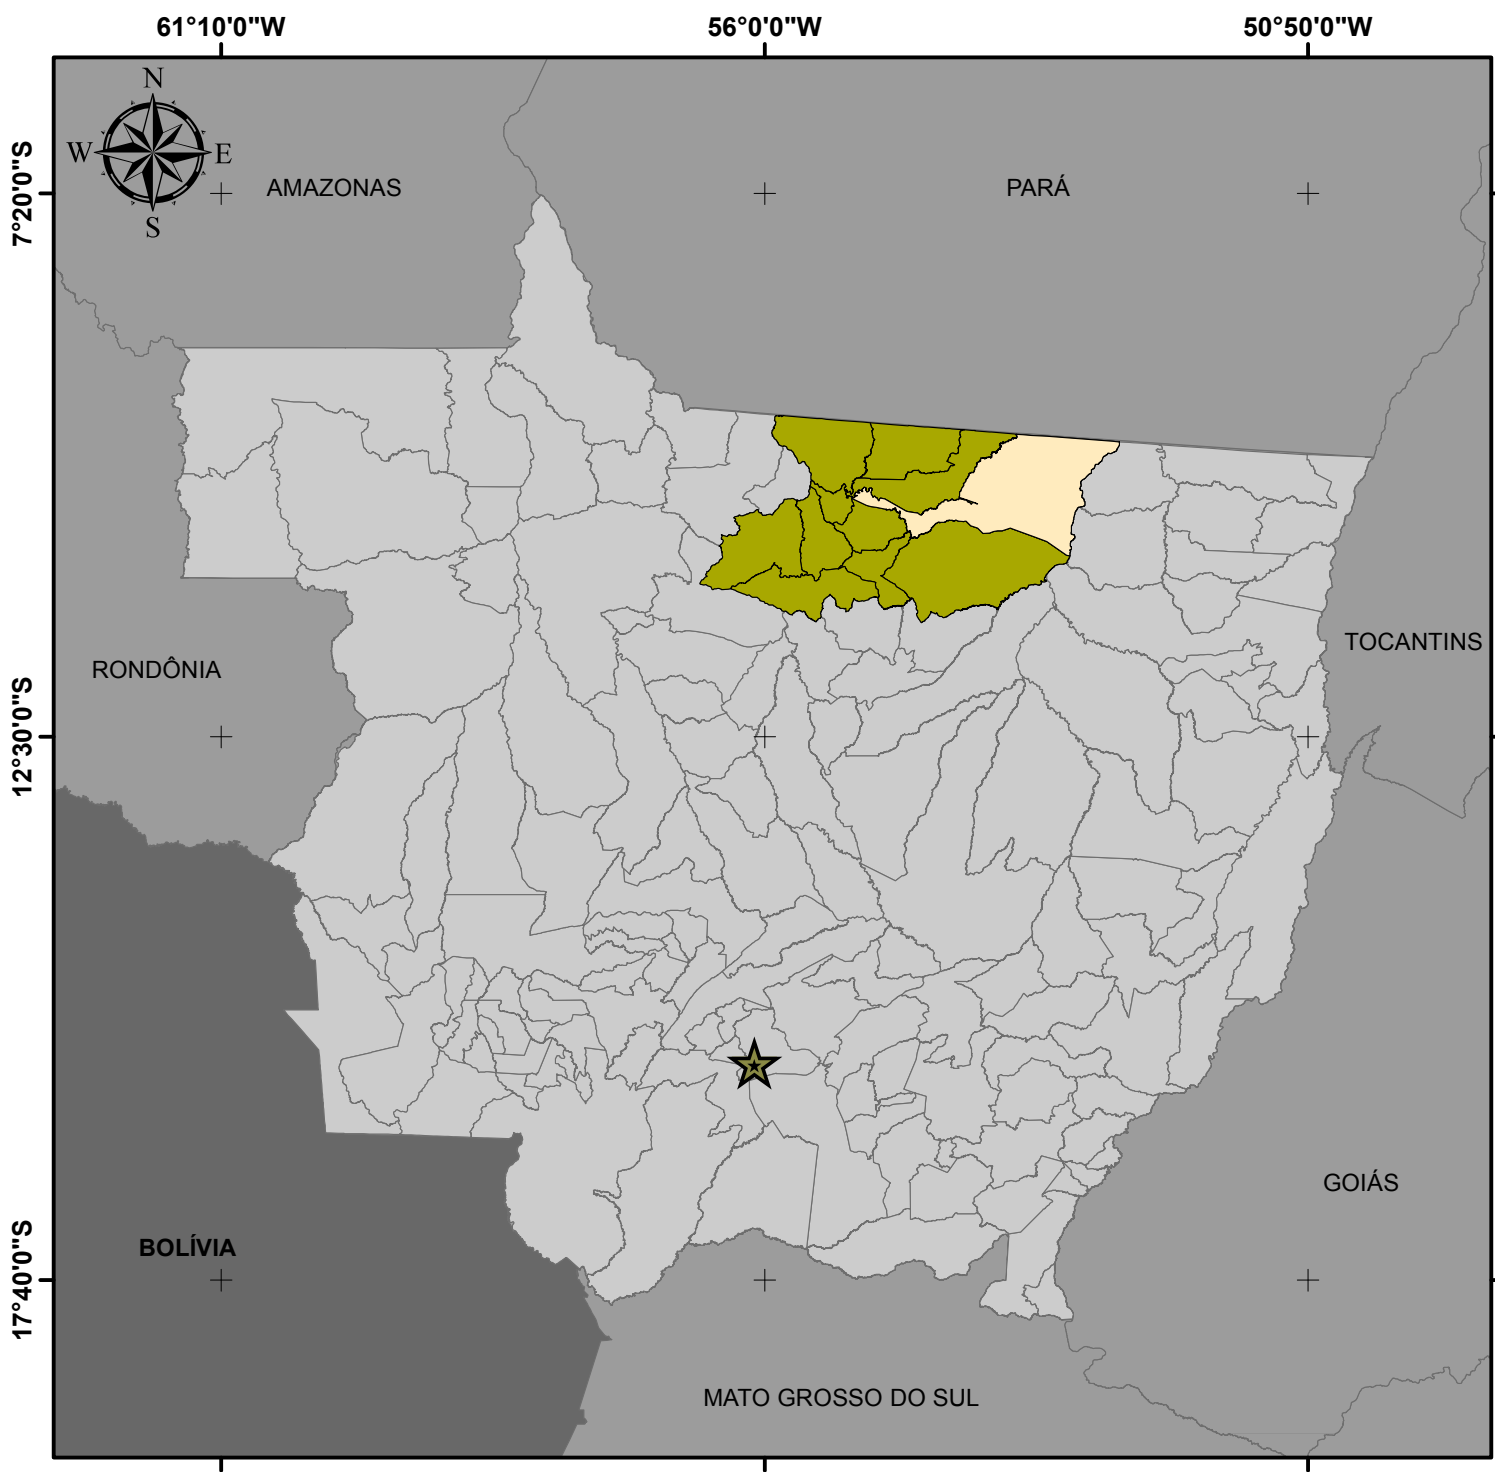 61°10'0"W 56°0'0"W 50°50'0"W
N
W E
S
7°20'0"S
AMAZONAS
PARÁ
TOCANTINS
RONDÔNIA
12°30'0"S
GOIÁS
BOLÍVIA
17°40'0"S
MATO GROSSO DO SUL